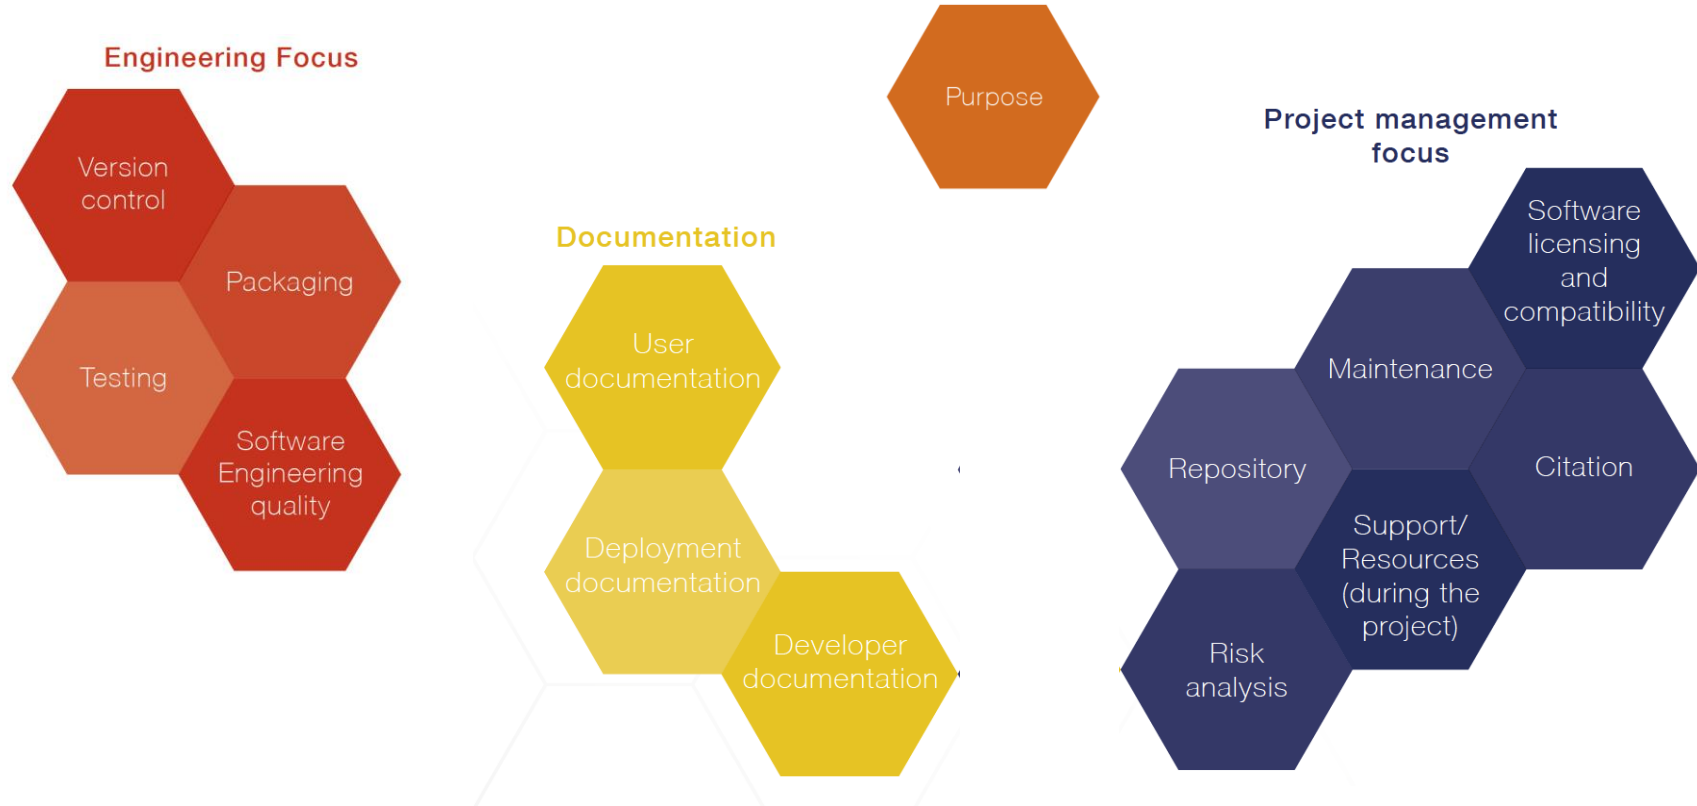 Engineering Focus
Version
control
Packaging
Testing
Software
Engineering
quality
Documentation
User
documentation
Deployment
documentation
Developer
documentation
Purpose
Project management
focus
Software
licensing
and
compatibility
Maintenance
Repository
Citation
Support/
Resources
(during the
project)
Risk
analysis